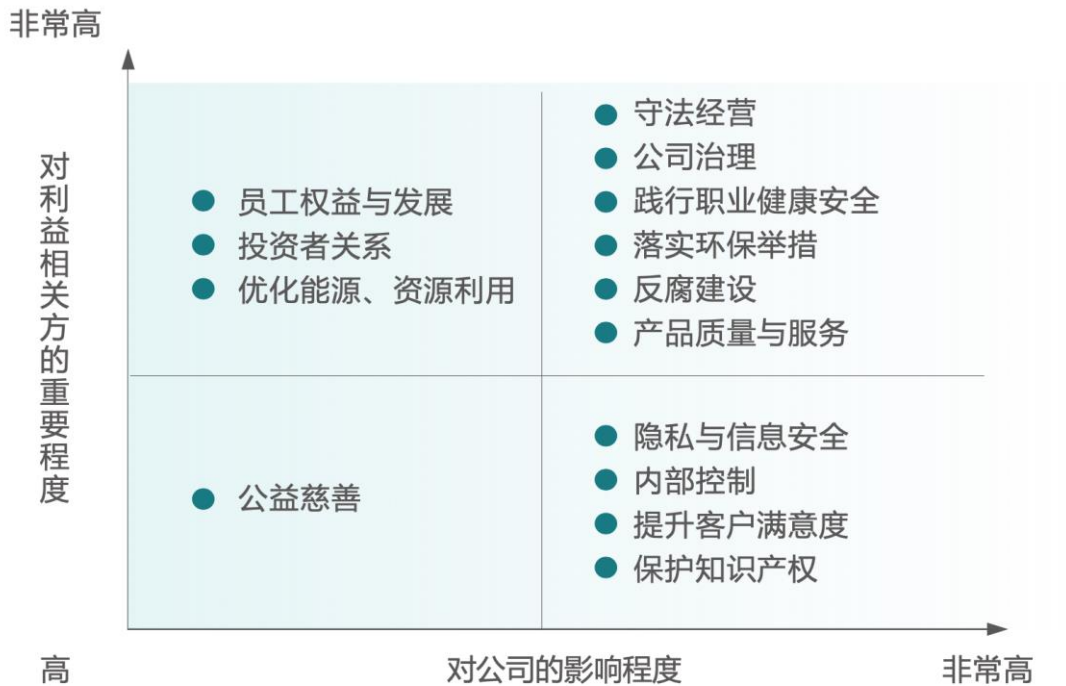 非常高
对利益相关方的重要程度
员工权益与发展
投资者关系
优化能源、资源利用
守法经营
公司治理
践行职业健康安全
落实环保举措
反腐建设
产品质量与服务
公益慈善
隐私与信息安全
内部控制
提升客户满意度
保护知识产权
高
对公司的影响程度
非常高